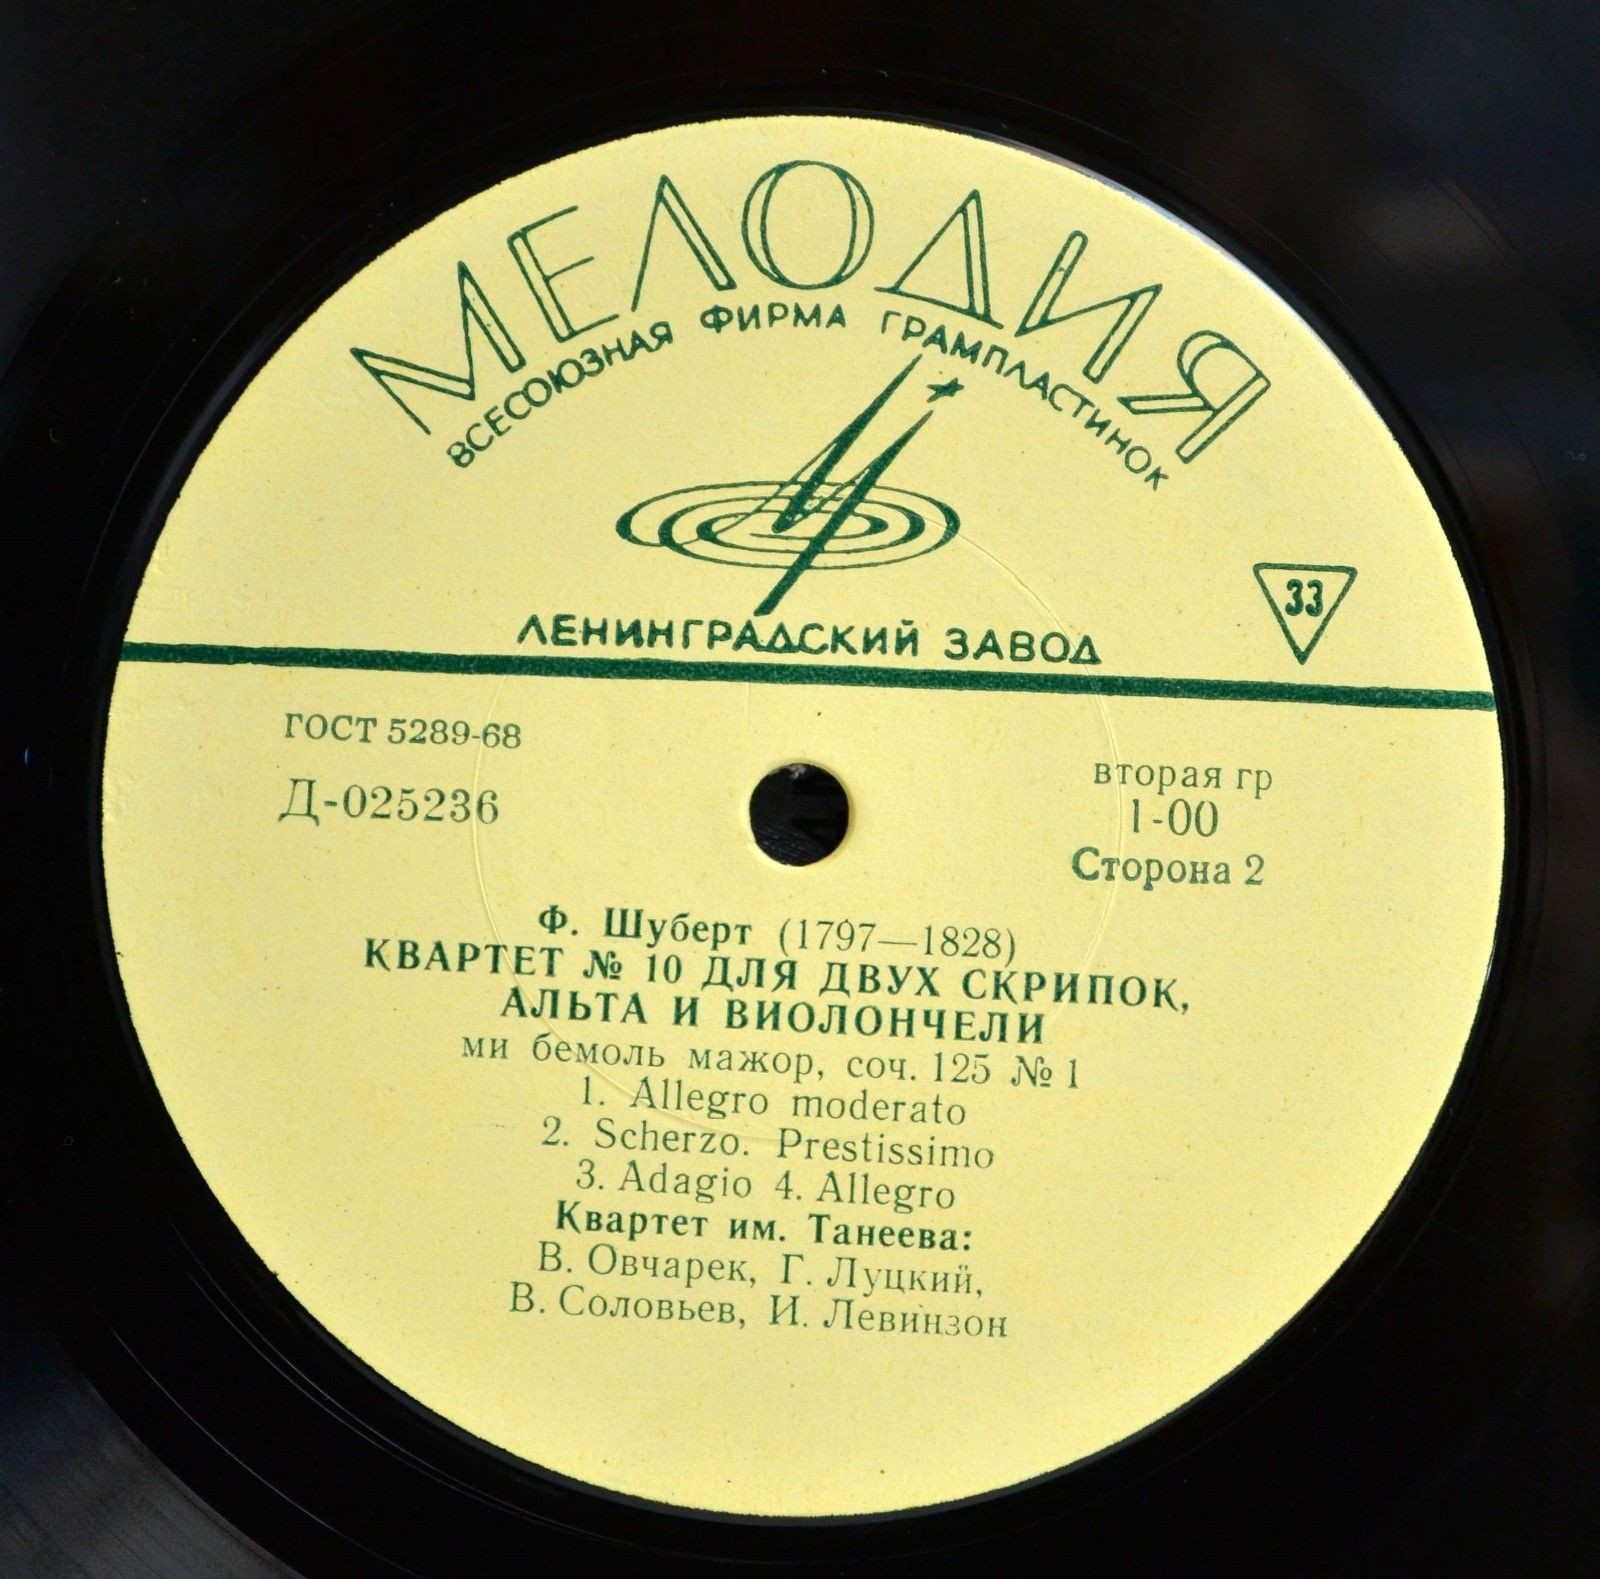 МЕЛОДИЯ
ВСЕСОЮЗНАЯ ФИРМА ГРАМПЛАСТИНОК
33
ЛЕНИНГРАДСКИЙ ЗАВОД
ГОСТ 5289-68
Д-025236
вторая гр
1-00
Сторона 2
Ф. Шуберт (1797—1828)
КВАРТЕТ № 10 ДЛЯ ДВУХ СКРИПОК,
АЛЬТА И ВИОЛОНЧЕЛИ
ми бемоль мажор, соч. 125 № 1
1. Allegro moderato
2. Scherzo. Prestissimo
3. Adagio 4. Allegro
Квартет им. Танеева:
В. Овчарек, Г. Луцкий,
В. Соловьев, И. Левинзон